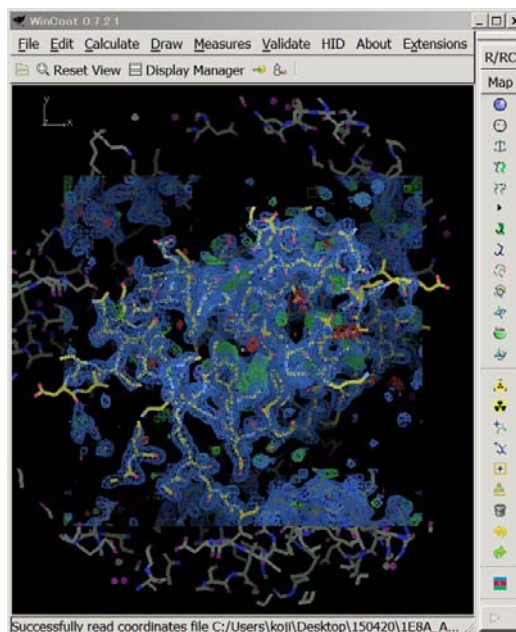 WinCoot 0.7.2.1
File Edit Calculate Draw Measures Validate HID About Extensions
Reset View Display Manager
R/RC
Map
Successfully read coordinates file C:/Users/koji/Desktop/150420/1E8A_A...